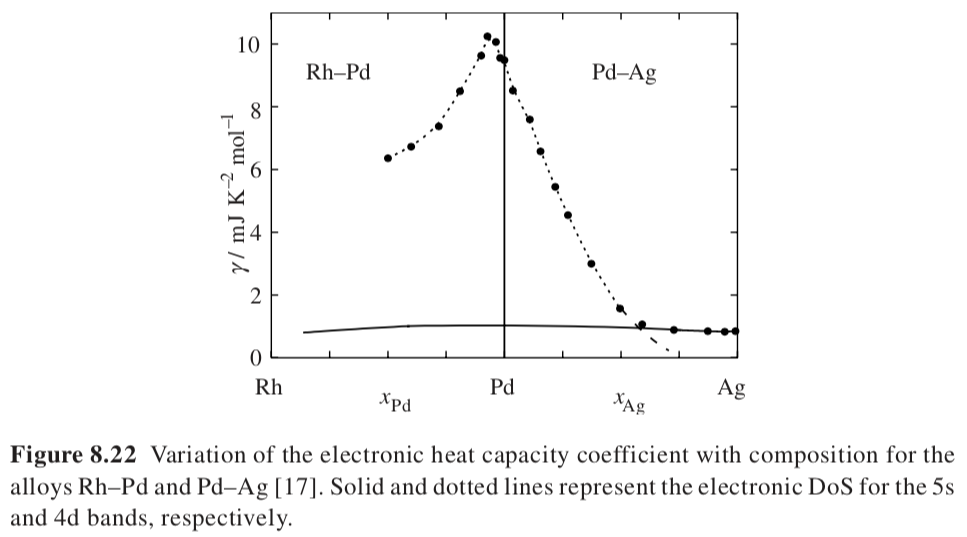 10
Rh–Pd
Pd–Ag
8
6
4
2
0
γ / mJ K⁻² mol⁻¹
Rh
xPd
Pd
xAg
Ag
Figure 8.22 Variation of the electronic heat capacity coefficient with composition for the
alloys Rh–Pd and Pd–Ag [17]. Solid and dotted lines represent the electronic DoS for the 5s
and 4d bands, respectively.